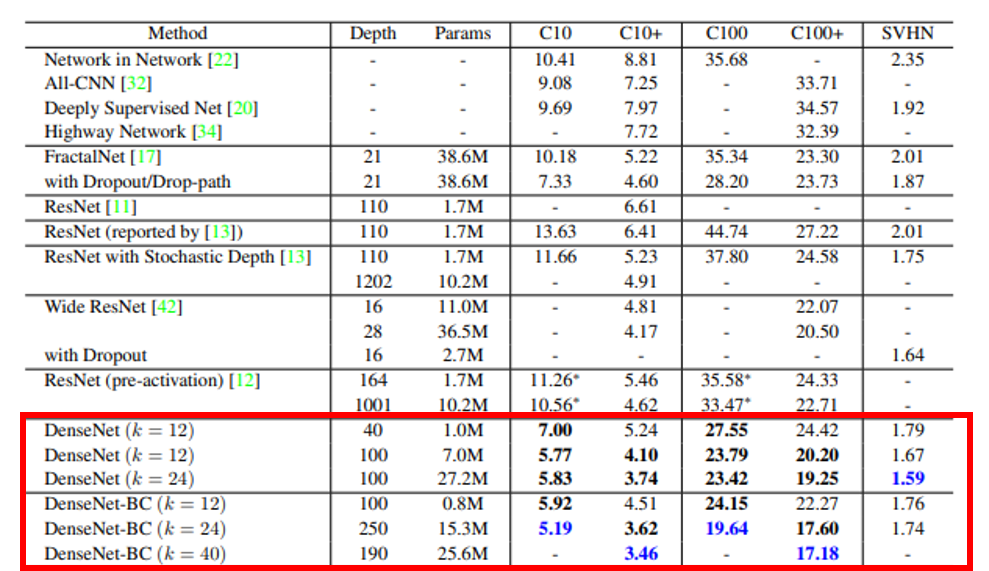 Method Depth Params C10 C10+ C100 C100+ SVHN
Network in Network [22] - - 10.41 8.81 35.68 - 2.35
All-CNN [32] - - 9.08 7.25 - 33.71 -
Deeply Supervised Net [20] - - 9.69 7.97 - 34.57 1.92
Highway Network [34] - - - 7.72 - 32.39 -
FractalNet [17] 21 38.6M 10.18 5.22 35.34 23.30 2.01
with Dropout/Drop-path 21 38.6M 7.33 4.60 28.20 23.73 1.87
ResNet [11] 110 1.7M - 6.61 - - -
ResNet (reported by [13]) 110 1.7M 13.63 6.41 44.74 27.22 2.01
ResNet with Stochastic Depth [13] 110 1.7M 11.66 5.23 37.80 24.58 1.75
1202 10.2M - 4.91 - - -
Wide ResNet [42] 16 11.0M - 4.81 - 22.07 -
28 36.5M - 4.17 - 20.50 -
with Dropout 16 2.7M - - - - 1.64
ResNet (pre-activation) [12] 164 1.7M 11.26* 5.46 35.58* 24.33 -
1001 10.2M 10.56* 4.62 33.47* 22.71 -
DenseNet (k = 12) 40 1.0M 7.00 5.24 27.55 24.42 1.79
DenseNet (k = 12) 100 7.0M 5.77 4.10 23.79 20.20 1.67
DenseNet (k = 24) 100 27.2M 5.83 3.74 23.42 19.25 1.59
DenseNet-BC (k = 12) 100 0.8M 5.92 4.51 24.15 22.27 1.76
DenseNet-BC (k = 24) 250 15.3M 5.19 3.62 19.64 17.60 1.74
DenseNet-BC (k = 40) 190 25.6M - 3.46 - 17.18 -